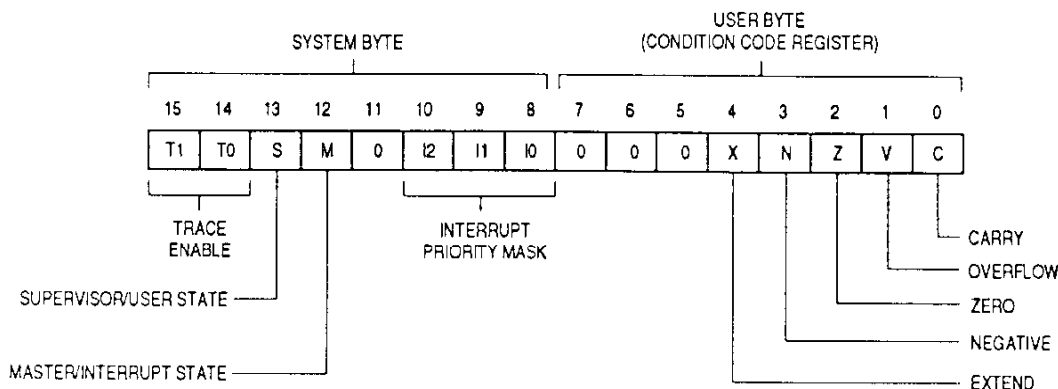 SYSTEM BYTE
USER BYTE
(CONDITION CODE REGISTER)
15 14 13 12 11 10 9 8 7 6 5 4 3 2 1 0
T1 T0 S M 0 I2 I1 I0 0 0 0 X N Z V C
TRACE
ENABLE
INTERRUPT
PRIORITY MASK
SUPERVISOR/USER STATE
MASTER/INTERRUPT STATE
CARRY
OVERFLOW
ZERO
NEGATIVE
EXTEND